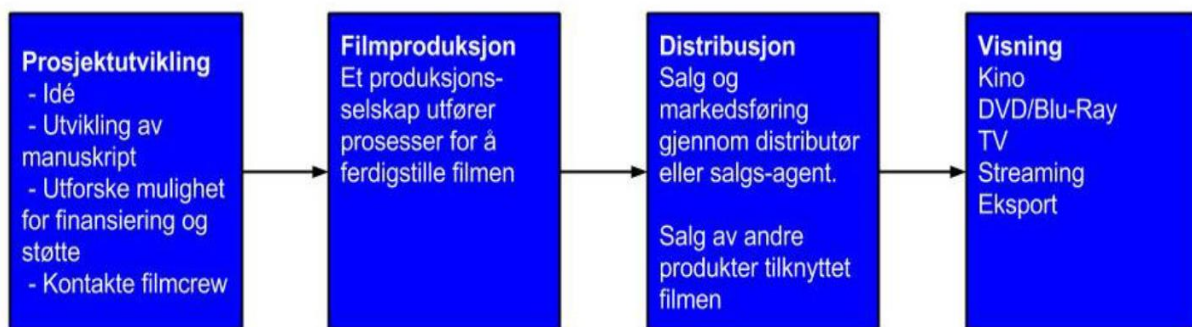 Prosjektutvikling
- Idé
- Utvikling av
manuskript
- Utforske mulighet
for finansiering og
støtte
- Kontakte filmcrew
Filmproduksjon
Et produksjons-
selskap utfører
prosesser for å
ferdigstille filmen
Distribusjon
Salg og
markedsføring
gjennom distributør
eller salgs-agent.
Salg av andre
produkter tilknyttet
filmen
Visning
Kino
DVD/Blu-Ray
TV
Streaming
Eksport